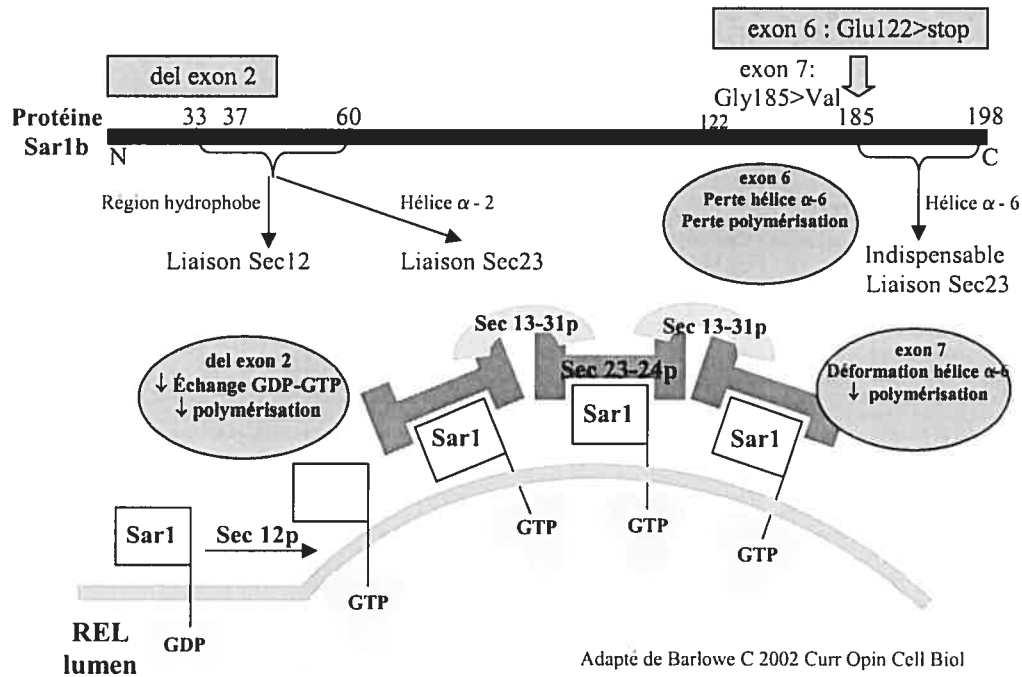 exon 6 : Glu122>stop
del exon 2
exon 7:
Gly185>Val
Protéine
Sar1b
33 37 60 122 185 198
N C
Région hydrophobe
Hélice α - 2
exon 6
Perte hélice α-6
Perte polymérisation
Hélice α - 6
Liaison Sec12
Liaison Sec23
Indispensable
Liaison Sec23
Sec 13-31p
Sec 13-31p
del exon 2
↓ Échange GDP-GTP
↓ polymérisation
Sec 23-24p
exon 7
Déformation hélice α-6
↓ polymérisation
Sar1
Sar1
Sar1
Sar1
Sec 12p
GTP
GTP
GTP
GTP
REL
lumen
GDP
Adapté de Barlowe C 2002 Curr Opin Cell Biol